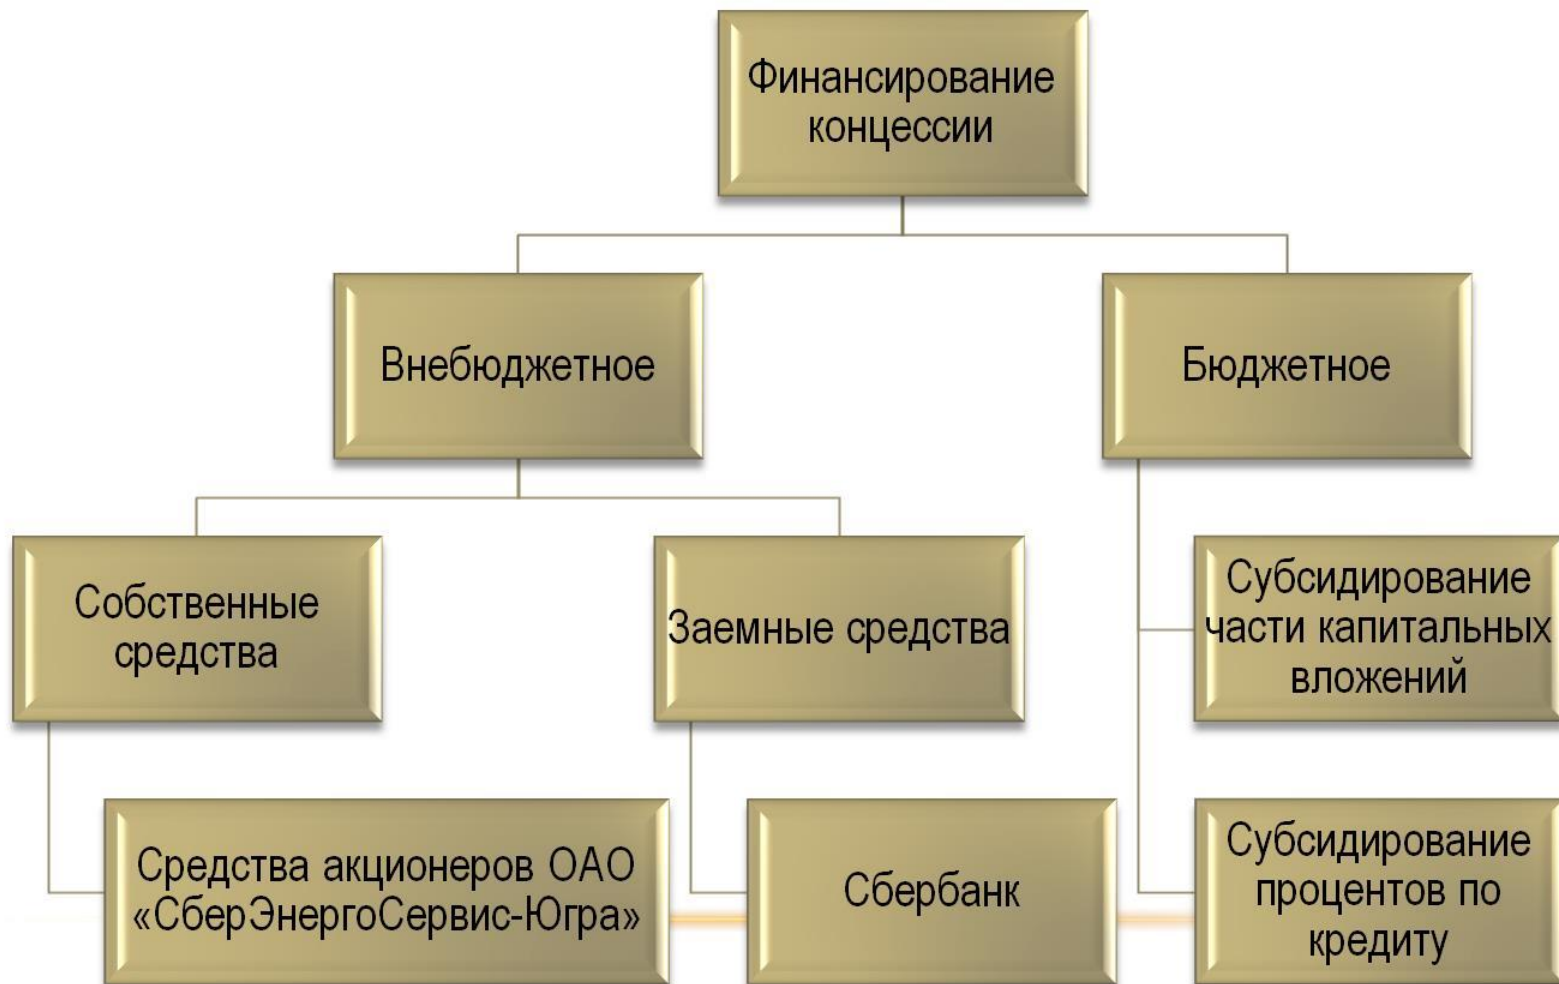 Финансирование
концессии
Внебюджетное
Бюджетное
Собственные
средства
Заемные средства
Субсидирование
части капитальных
вложений
Средства акционеров ОАО
«СберЭнергоСервис-Югра»
Сбербанк
Субсидирование
процентов по
кредиту